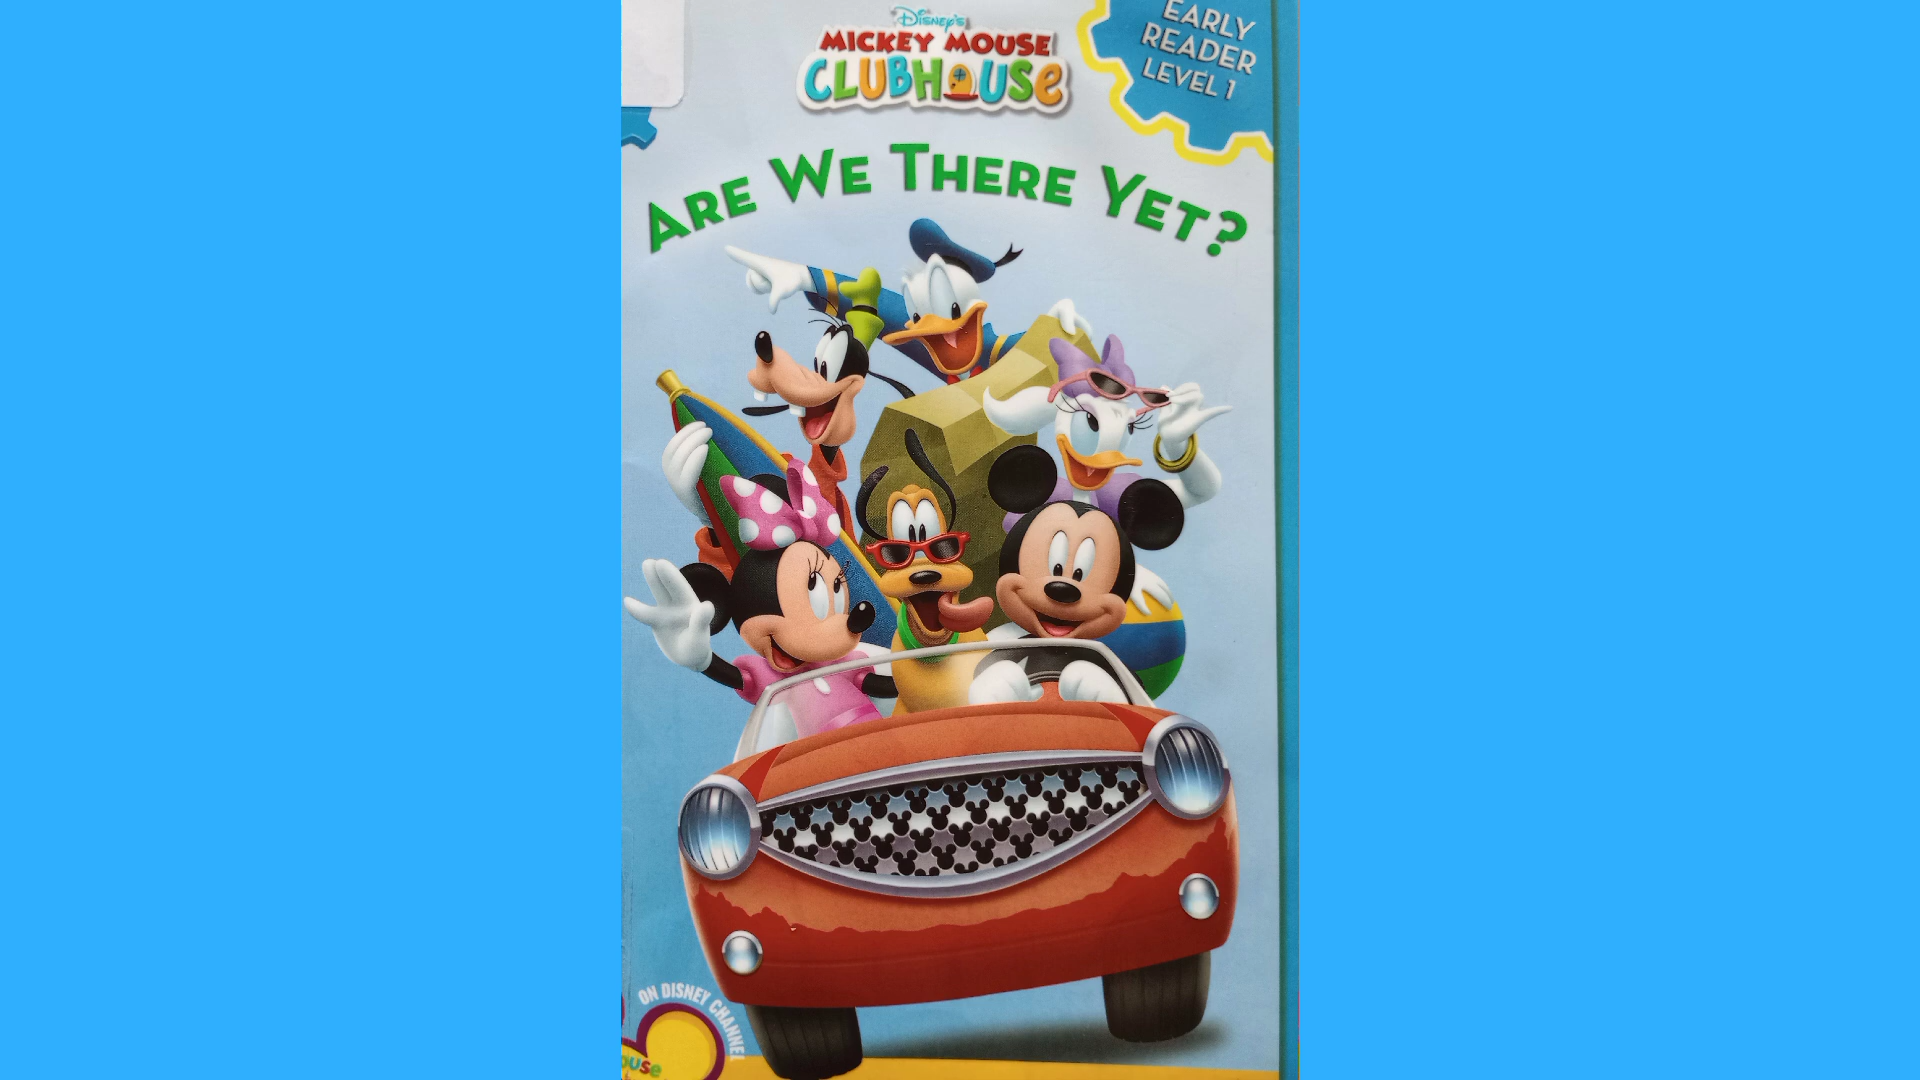 Disney's
MICKEY MOUSE
CLUBHOUSE
EARLY
READER
LEVEL 1
ARE WE THERE YET?
ON DISNEY CHANNEL